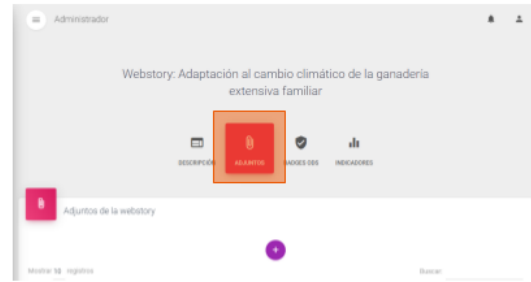 Administrador
Webstory: Adaptación al cambio climático de la ganadería
extensiva familiar
DESCRIPCIÓN ADJUNTOS BADGES ODS INDICADORES
Adjuntos de la webstory
Mostrar 10 registros Buscar: